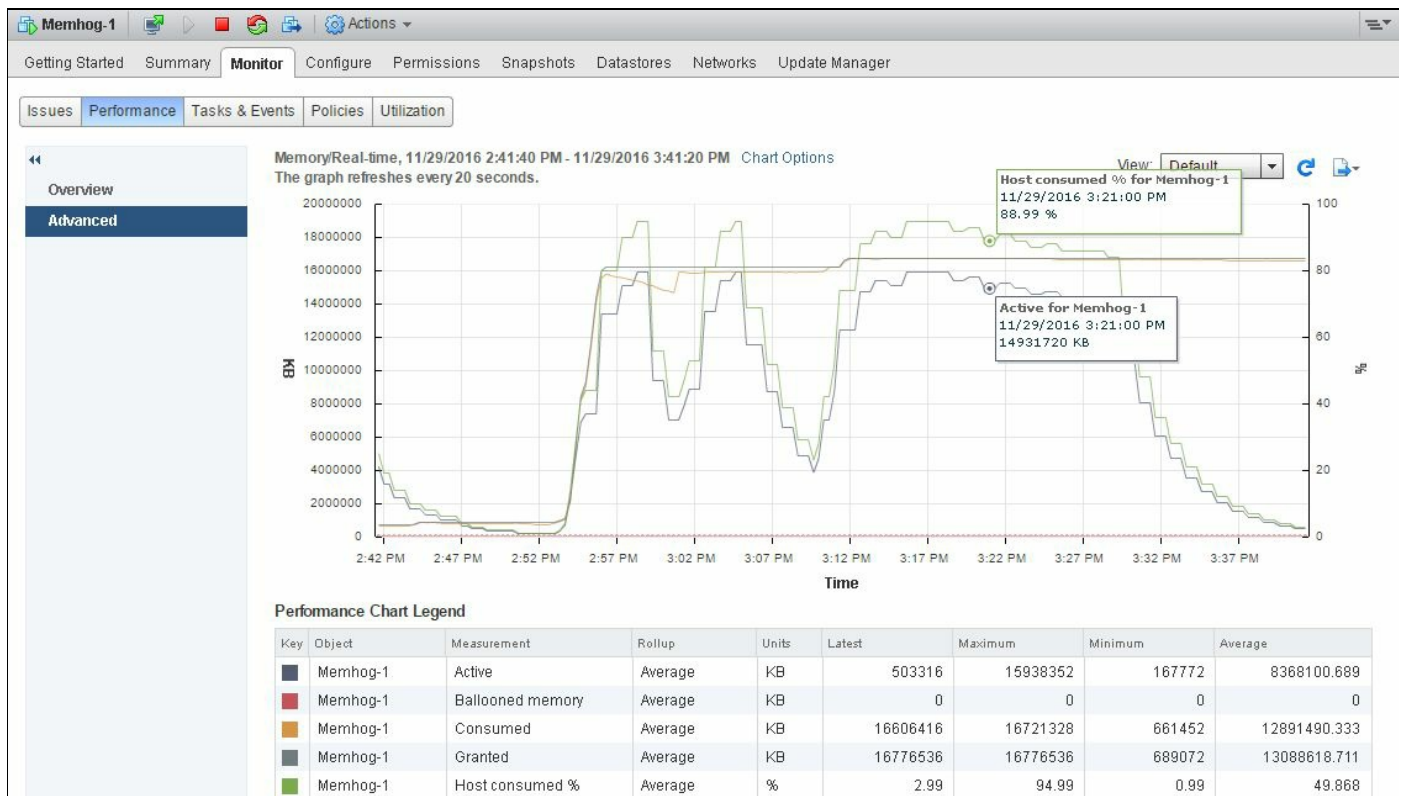 Memhog-1 Actions
Getting Started Summary Monitor Configure Permissions Snapshots Datastores Networks Update Manager
Issues Performance Tasks & Events Policies Utilization
Overview
Advanced
Memory/Real-time, 11/29/2016 2:41:40 PM - 11/29/2016 3:41:20 PM Chart Options
The graph refreshes every 20 seconds.
View: Default
Host consumed % for Memhog-1
11/29/2016 3:21:00 PM
88.99 %
Active for Memhog-1
11/29/2016 3:21:00 PM
14931720 KB
20000000
18000000
16000000
14000000
12000000
10000000
8000000
6000000
4000000
2000000
0
KB
100
80
60
40
20
0
%
2:42 PM 2:47 PM 2:52 PM 2:57 PM 3:02 PM 3:07 PM 3:12 PM 3:17 PM 3:22 PM 3:27 PM 3:32 PM 3:37 PM
Time
Performance Chart Legend
Key Object Measurement Rollup Units Latest Maximum Minimum Average
Memhog-1 Active Average KB 503316 15938352 167772 8368100.689
Memhog-1 Ballooned memory Average KB 0 0 0 0
Memhog-1 Consumed Average KB 16606416 16721328 661452 12891490.333
Memhog-1 Granted Average KB 16776536 16776536 689072 13088618.711
Memhog-1 Host consumed % Average % 2.99 94.99 0.99 49.868